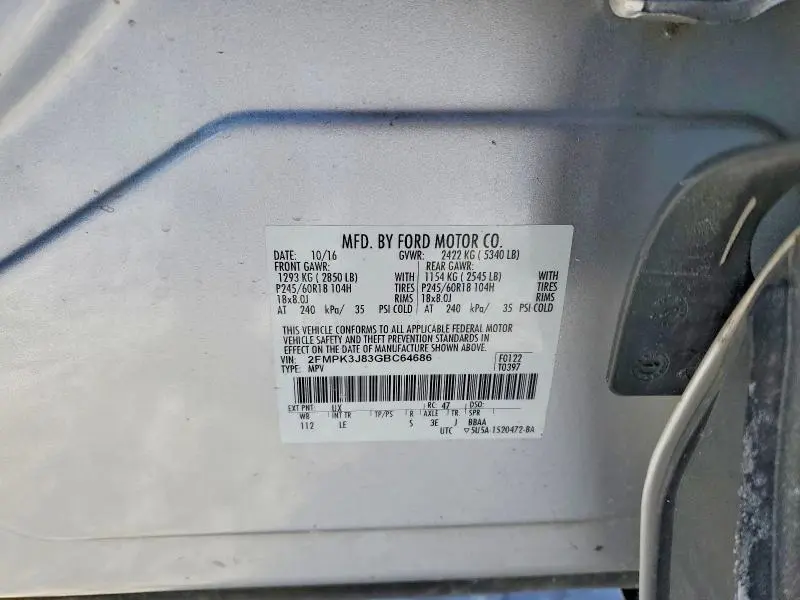 MFD. BY FORD MOTOR CO.
DATE: 10/16 GVWR: 2422 KG ( 5340 LB)
FRONT GAWR: REAR GAWR:
1293 KG ( 2850 LB) WITH 1154 KG ( 2545 LB) WITH
P245/60R18 104H TIRES P245/60R18 104H TIRES
18x8.0J RIMS 18x8.0J RIMS
AT 240 kPa/ 35 PSI COLD AT 240 kPa/ 35 PSI COLD
THIS VEHICLE CONFORMS TO ALL APPLICABLE FEDERAL MOTOR
VEHICLE SAFETY AND THEFT PREVENTION STANDARDS IN
EFFECT ON THE DATE OF MANUFACTURE SHOWN ABOVE.
VIN: 2FMPK3J83GBC64686 F0122
TYPE: MPV T0397
EXT PNT: UX RC: 47 DSO:
WB INT TR TP/PS R AXLE TR SPR
112 LE S 3E J BBAA
UTC ▽5U5A-1520472-BA